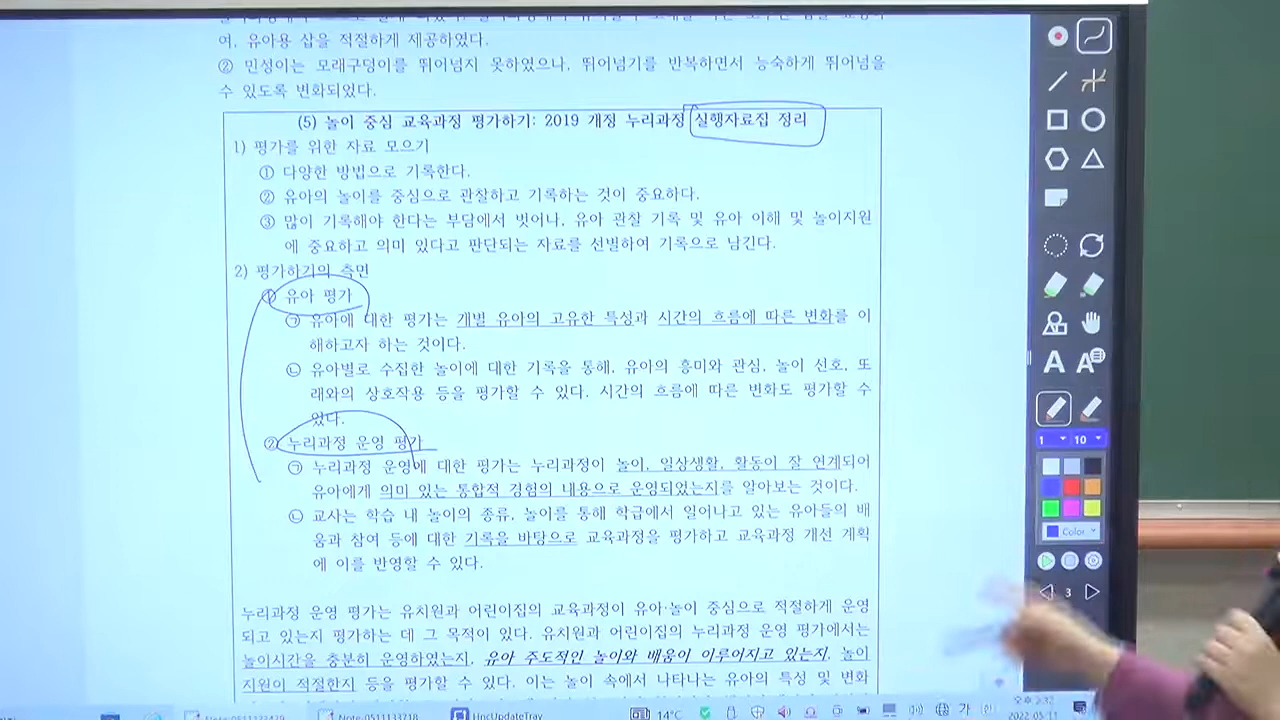 여, 유아용 삽을 적절하게 제공하였다.
② 민성이는 모래구덩이를 뛰어넘지 못하였으나, 뛰어넘기를 반복하면서 능숙하게 뛰어넘을
수 있도록 변화되었다.
(5) 놀이 중심 교육과정 평가하기: 2019 개정 누리과정 실행자료집 정리
1) 평가를 위한 자료 모으기
① 다양한 방법으로 기록한다.
② 유아의 놀이를 중심으로 관찰하고 기록하는 것이 중요하다.
③ 많이 기록해야 한다는 부담에서 벗어나, 유아 관찰 기록 및 유아 이해 및 놀이지원
에 중요하고 의미 있다고 판단되는 자료를 선별하여 기록으로 남긴다.
2) 평가하기의 측면
① 유아 평가
㉠ 유아에 대한 평가는 개별 유아의 고유한 특성과 시간의 흐름에 따른 변화를 이
해하고자 하는 것이다.
㉡ 유아별로 수집한 놀이에 대한 기록을 통해, 유아의 흥미와 관심, 놀이 선호, 또
래와의 상호작용 등을 평가할 수 있다. 시간의 흐름에 따른 변화도 평가할 수
있다.
② 누리과정 운영 평가
㉠ 누리과정 운영에 대한 평가는 누리과정이 놀이, 일상생활, 활동이 잘 연계되어
유아에게 의미 있는 통합적 경험의 내용으로 운영되었는지를 알아보는 것이다.
㉡ 교사는 학습 내 놀이의 종류, 놀이를 통해 학급에서 일어나고 있는 유아들의 배
움과 참여 등에 대한 기록을 바탕으로 교육과정을 평가하고 교육과정 개선 계획
에 이를 반영할 수 있다.
누리과정 운영 평가는 유치원과 어린이집의 교육과정이 유아·놀이 중심으로 적절하게 운영
되고 있는지 평가하는 데 그 목적이 있다. 유치원과 어린이집의 누리과정 운영 평가에서는
놀이시간을 충분히 운영하였는지, 유아 주도적인 놀이와 배움이 이루어지고 있는지, 놀이
지원이 적절한지 등을 평가할 수 있다. 이는 놀이 속에서 나타나는 유아의 특성 및 변화
A A
1 10
Color
3
Note-0511133718
HncUpdateTray
14°C
가
오후 2:32
2022-05-11